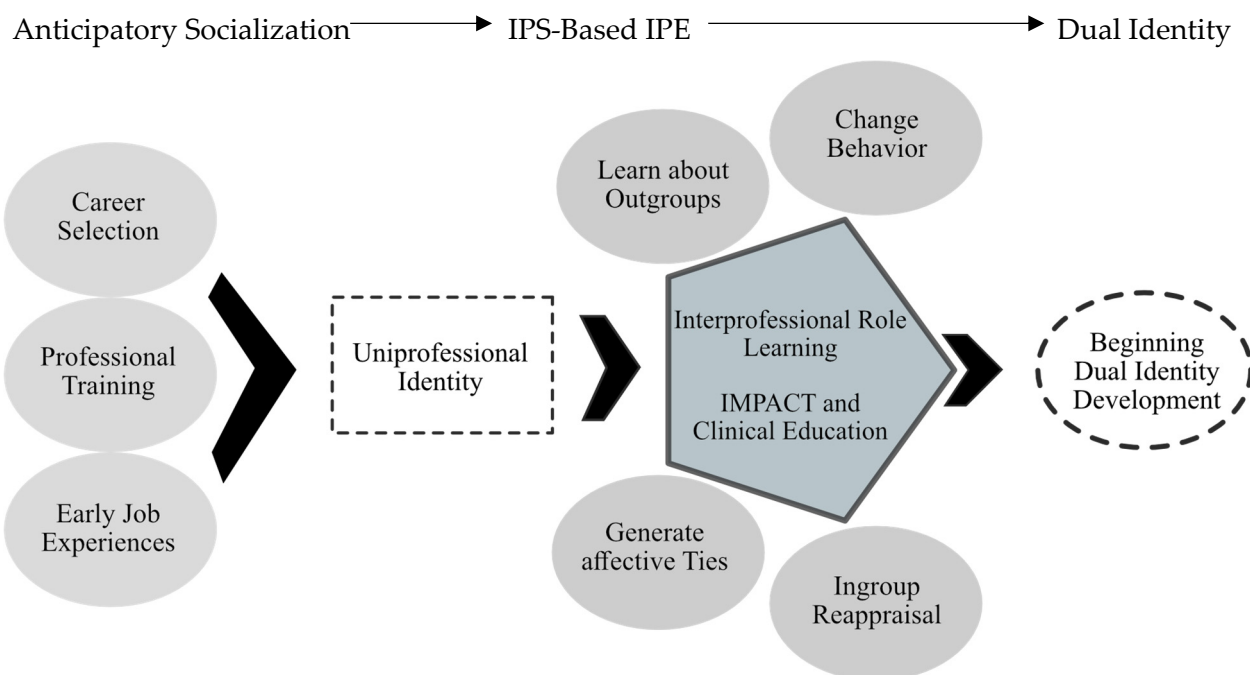 Anticipatory Socialization
IPS-Based IPE
Dual Identity
Career
Selection
Professional
Training
Early Job
Experiences
Uniprofessional
Identity
Learn about
Outgroups
Change
Behavior
Interprofessional Role
Learning
IMPACT and
Clinical Education
Generate
affective Ties
Ingroup
Reappraisal
Beginning
Dual Identity
Development